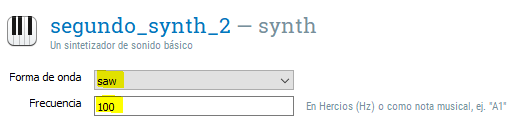 segundo_synth_2 — synth
Un sintetizador de sonido básico
Forma de onda saw
Frecuencia 100 En Hercios (Hz) o como nota musical, ej. "A1"